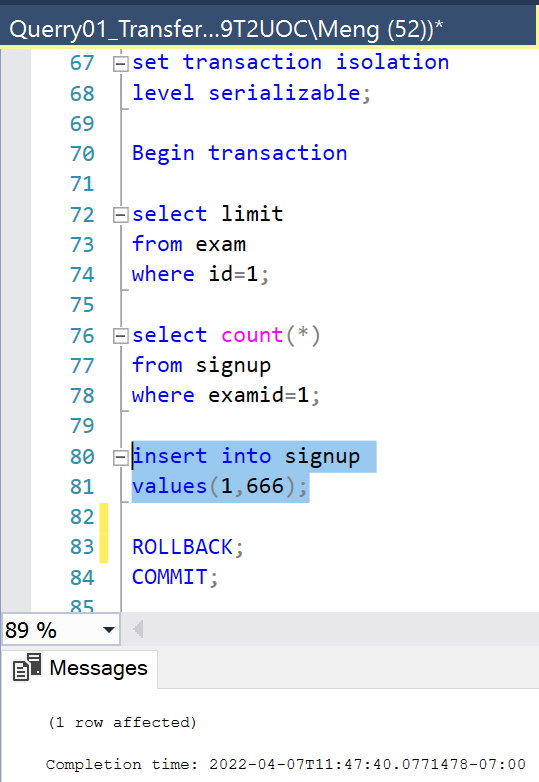 Querry01_Transfer...9T2UOC\Meng (52))*
67 set transaction isolation
68 level serializable;
69
70 Begin transaction
71
72 select limit
73 from exam
74 where id=1;
75
76 select count(*)
77 from signup
78 where examid=1;
79
80 insert into signup
81 values(1,666);
82
83 ROLLBACK;
84 COMMIT;
85
89 %
Messages
(1 row affected)
Completion time: 2022-04-07T11:47:40.0771478-07:00